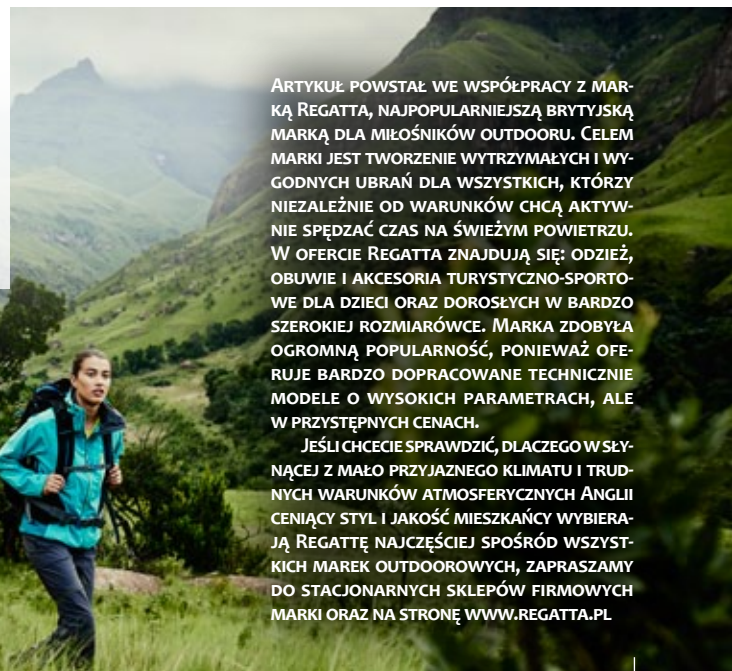 Artykuł powstał we współpracy z mar-
ką Regatta, najpopularniejszą brytyjską
marką dla miłośników outdooru. Celem
marki jest tworzenie wytrzymałych i wy-
godnych ubrań dla wszystkich, którzy
niezależnie od warunków chcą aktyw-
nie spędzać czas na świeżym powietrzu.
W ofercie Regatta znajdują się: odzież,
obuwie i akcesoria turystyczno-sporto-
we dla dzieci oraz dorosłych w bardzo
szerokiej rozmiarówce. Marka zdobyła
ogromną popularność, ponieważ ofe-
ruje bardzo dopracowane technicznie
modele o wysokich parametrach, ale
w przystępnych cenach.
Jeśli chcecie sprawdzić, dlaczego w sły-
nącej z mało przyjaznego klimatu i trud-
nych warunków atmosferycznych Anglii
ceniący styl i jakość mieszkańcy wybiera-
ją Regattę najczęściej spośród wszyst-
kich marek outdoorowych, zapraszamy
do stacjonarnych sklepów firmowych
marki oraz na stronę www.regatta.pl